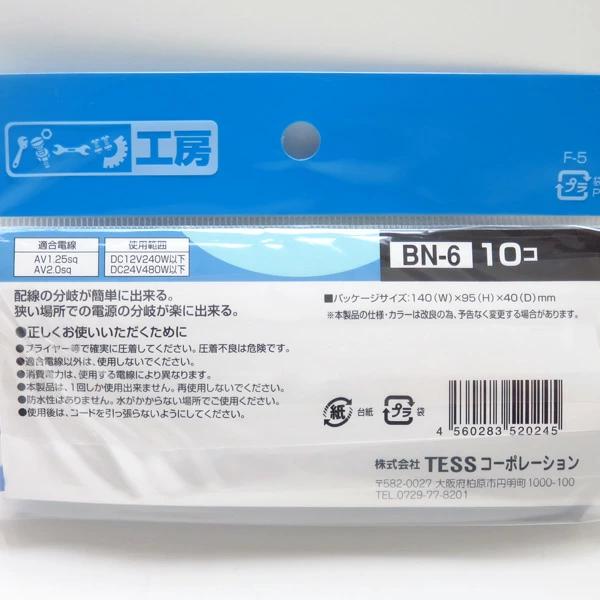 パーツ工房
F-5
プラ
適合電線
AV1.25sq
AV2.0sq
使用範囲
DC12V240W以下
DC24V480W以下
BN-6 10コ
配線の分岐が簡単に出来る。
狭い場所での電源の分岐が楽に出来る。
■パッケージサイズ:140(W)×95(H)×40(D)mm
※本製品の仕様・カラーは改良の為、予告なく変更する場合があります。
●正しくお使いいただくために
●プライヤー等で確実に圧着してください。圧着不良は危険です。
●適合電線以外は、使用しないでください。
●消費電力は、使用する電線により異なります。
●本製品は、1回しか使用出来ません。再使用しないでください。
●防水性はありません。水がかからない場所でご使用ください。
●使用後は、コードを引っ張らないようにしてください。
紙 台紙 プラ 袋
4 560283 520245
株式会社 TESSコーポレーション
〒582-0027 大阪府柏原市円明町1000-100
TEL.0729-77-8201